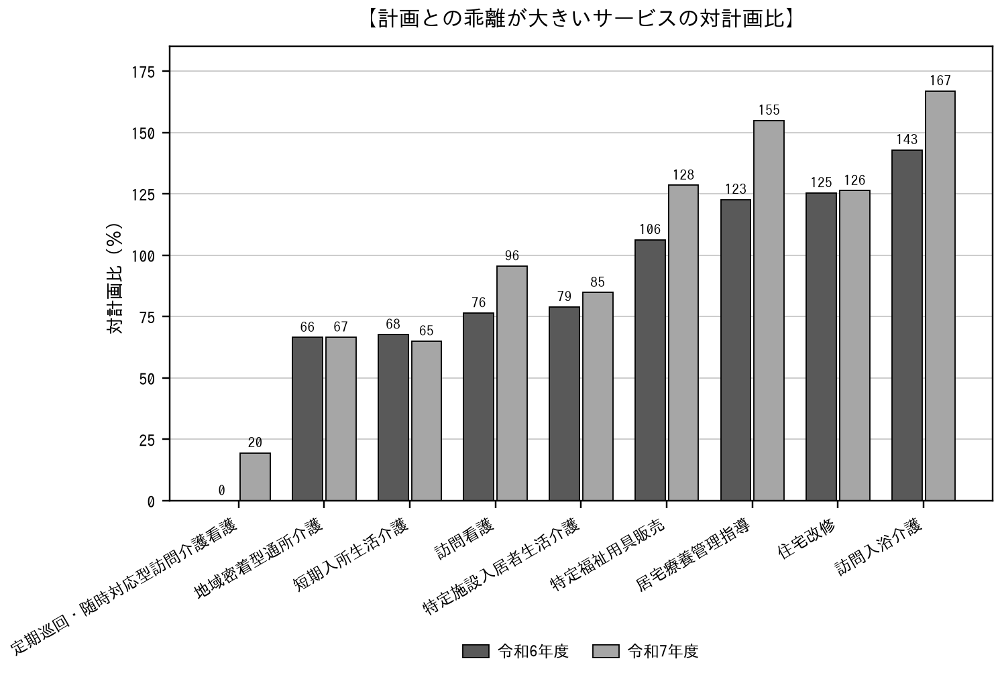 【計画との乖離が大きいサービスの対計画比】
対計画比（%）
175
150
125
100
75
50
25
0
0
20
66
67
68
65
76
96
79
85
106
128
123
155
125
126
143
167
定期巡回・随時対応型訪問介護看護
地域密着型通所介護
短期入所生活介護
訪問看護
特定施設入居者生活介護
特定福祉用具販売
居宅療養管理指導
住宅改修
訪問入浴介護
令和6年度
令和7年度